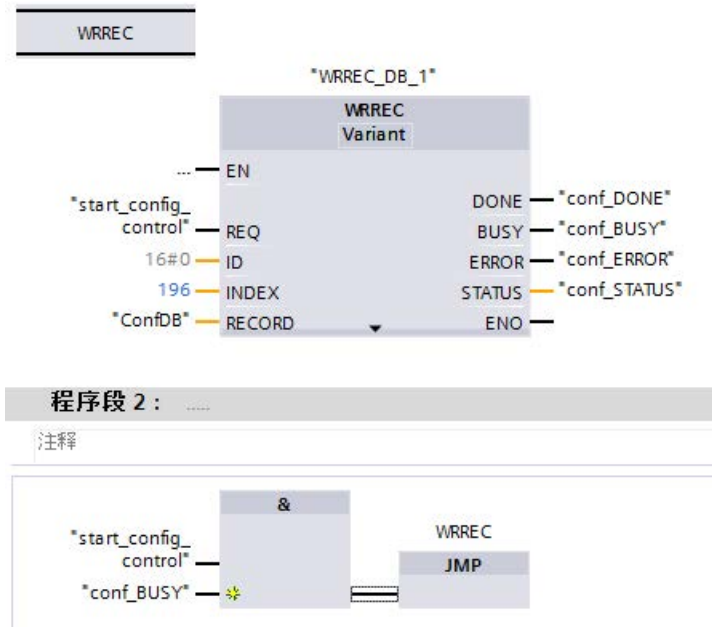 WRREC
"WRREC_DB_1"
WRREC
Variant
... EN
"start_config_
control" REQ
16#0 ID
196 INDEX
"ConfDB" RECORD
DONE "conf_DONE"
BUSY "conf_BUSY"
ERROR "conf_ERROR"
STATUS "conf_STATUS"
ENO
程序段 2： .....
注释
&
"start_config_
control"
"conf_BUSY"
WRREC
JMP